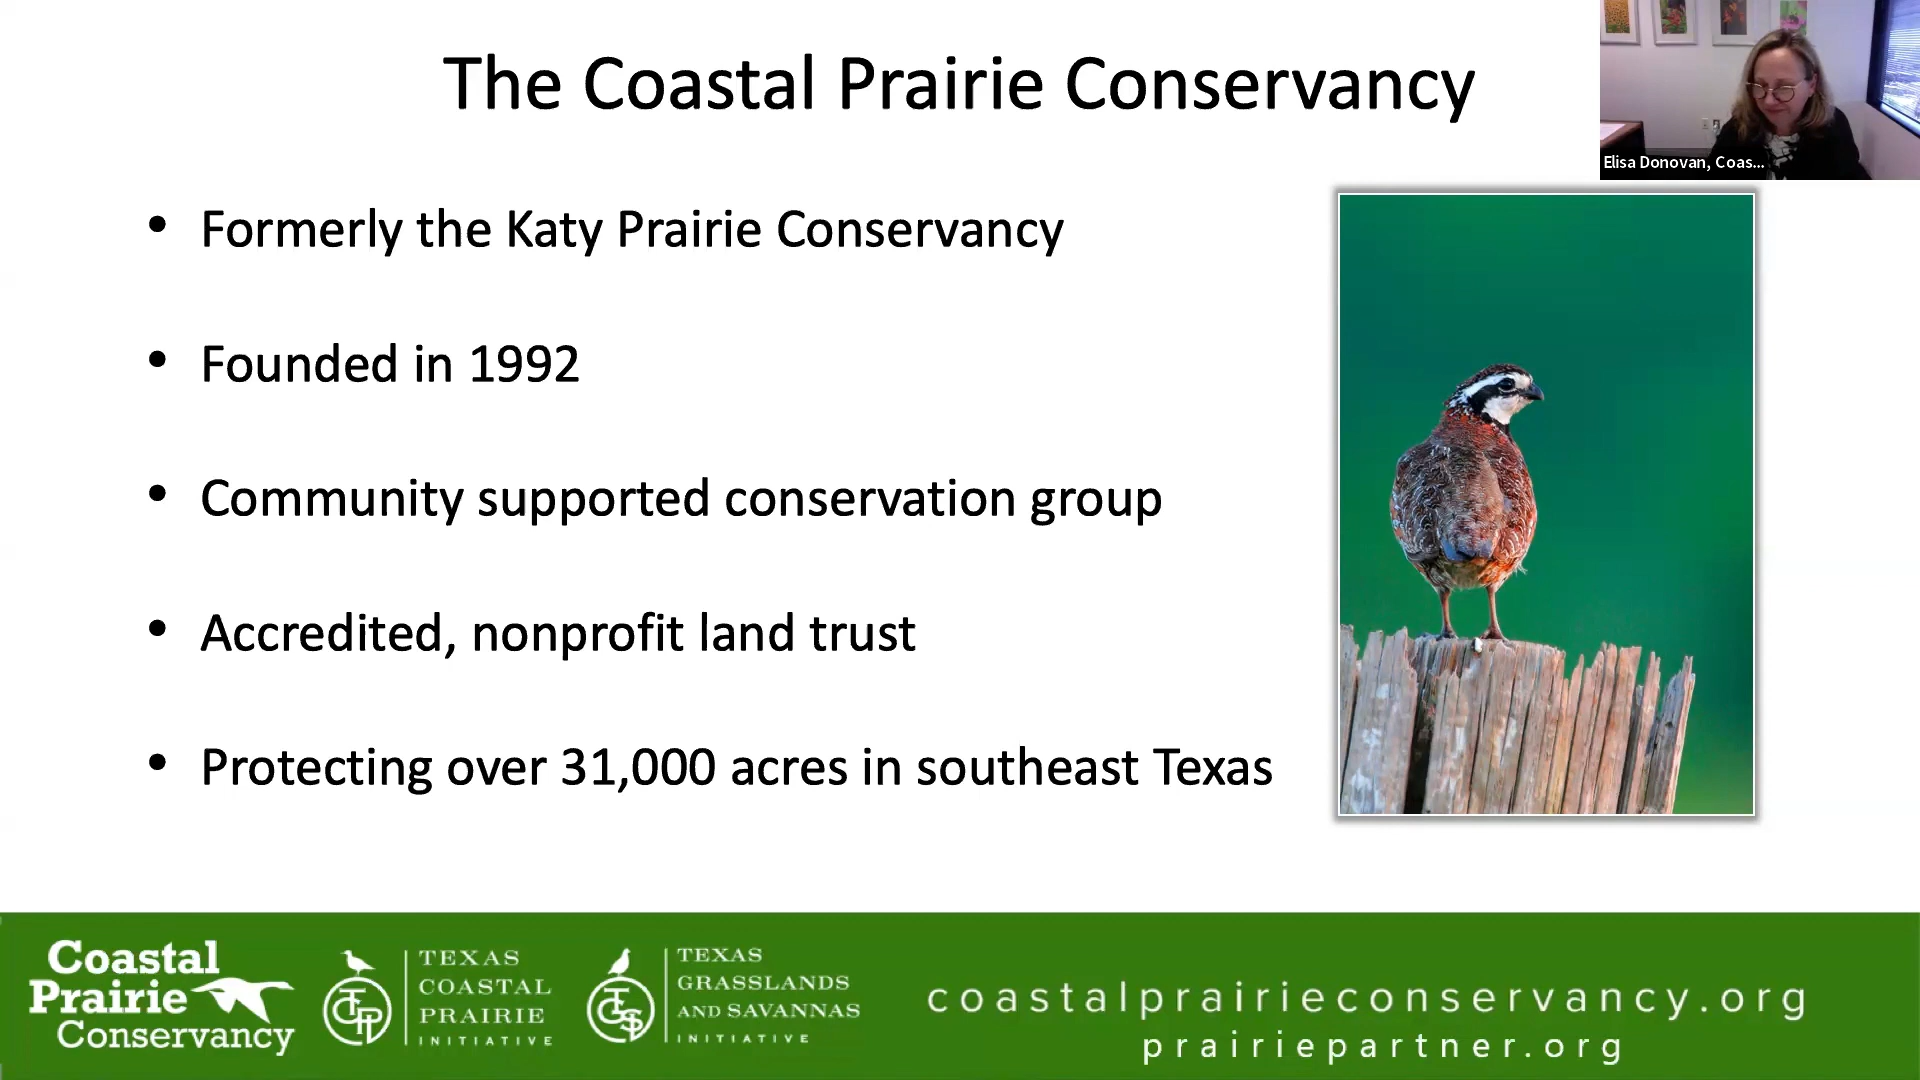 The Coastal Prairie Conservancy
Elisa Donovan, Coas...
• Formerly the Katy Prairie Conservancy
• Founded in 1992
• Community supported conservation group
• Accredited, nonprofit land trust
• Protecting over 31,000 acres in southeast Texas
Coastal
Prairie
Conservancy
TEXAS
COASTAL
PRAIRIE
INITIATIVE
TEXAS
GRASSLANDS
AND SAVANNAS
INITIATIVE
coastalprairieconservancy.org
prairiepartner.org